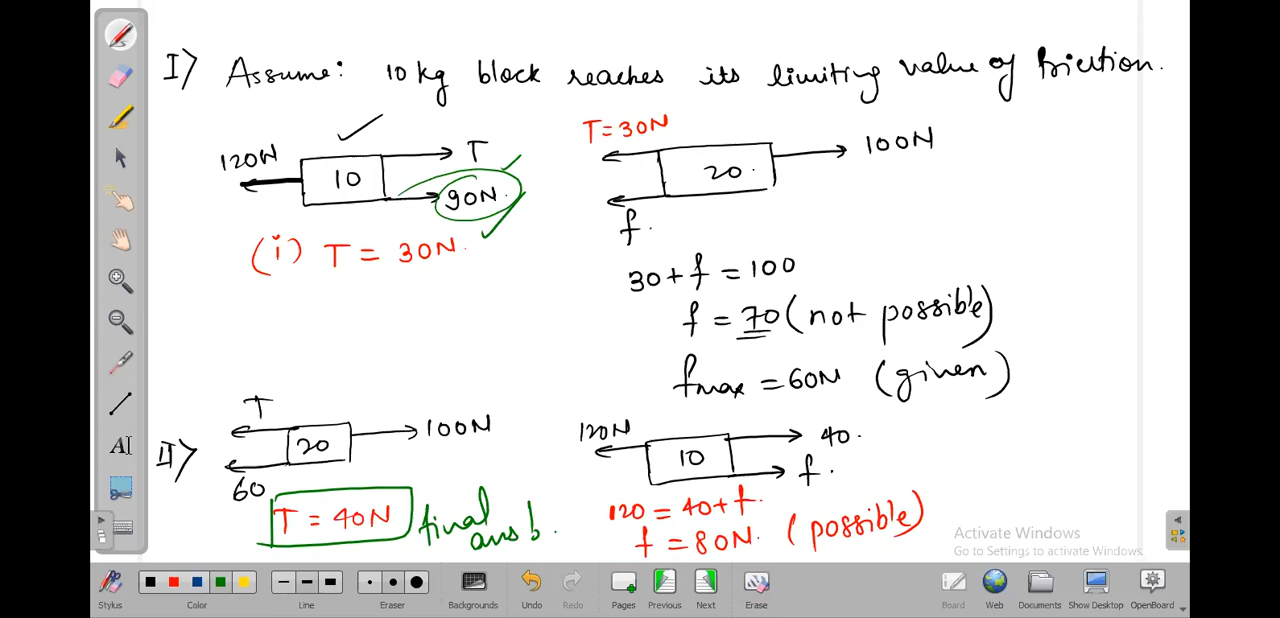 I) Assume: 10 kg block reaches its limiting value of friction.
120N
10
T
90N.
(i) T = 30N.
T=30N
20.
100N
f.
30+f = 100
f = 70 (not possible)
fmax = 60N (given)
II)
T
20
100N
60
T = 40N
final ans
120N
10
40.
f.
120 = 40+f.
f = 80N. (possible)
AI
Activate Windows
Go to Settings to activate Windows.
Stylus
Color
Line
Eraser
Backgrounds
Undo
Redo
Pages
Previous
Next
Erase
Board
Web
Documents
Show Desktop
OpenBoard